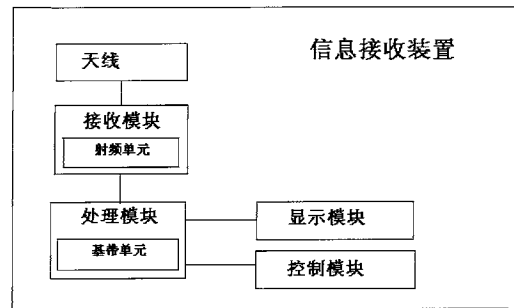 信息接收装置
天线
接收模块
射频单元
处理模块
基带单元
显示模块
控制模块